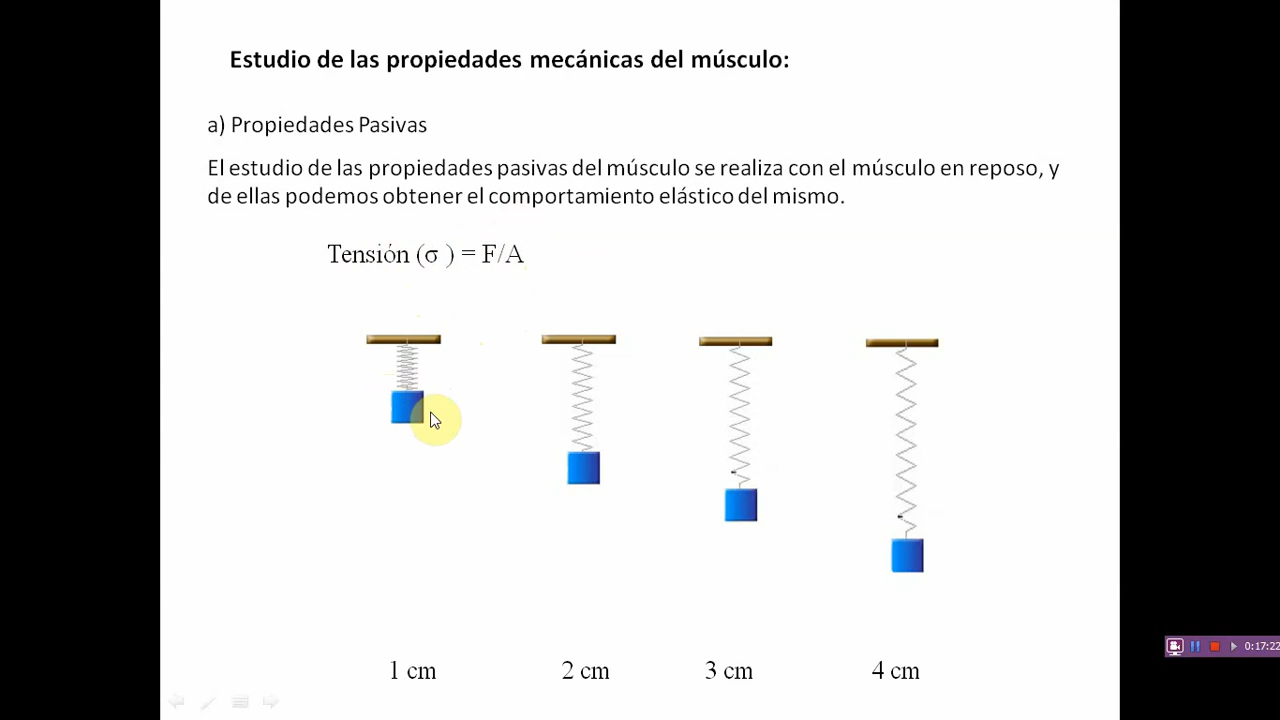 Estudio de las propiedades mecánicas del músculo:
a) Propiedades Pasivas
El estudio de las propiedades pasivas del músculo se realiza con el músculo en reposo, y
de ellas podemos obtener el comportamiento elástico del mismo.
Tensión (σ ) = F/A
1 cm 2 cm 3 cm 4 cm
0:17:22